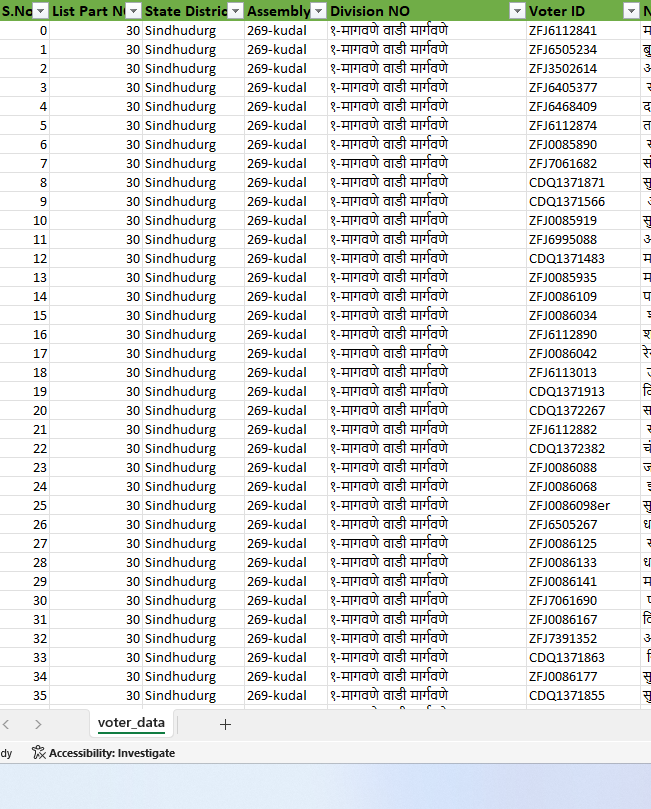 S.No List Part N State Distric Assembly Division NO Voter ID
0 30 Sindhudurg 269-kudal १-मागवणे वाडी मार्गवणे ZFJ6112841
1 30 Sindhudurg 269-kudal १-मागवणे वाडी मार्गवणे ZFJ6505234
2 30 Sindhudurg 269-kudal १-मागवणे वाडी मार्गवणे ZFJ3502614
3 30 Sindhudurg 269-kudal १-मागवणे वाडी मार्गवणे ZFJ6405377
4 30 Sindhudurg 269-kudal १-मागवणे वाडी मार्गवणे ZFJ6468409
5 30 Sindhudurg 269-kudal १-मागवणे वाडी मार्गवणे ZFJ6112874
6 30 Sindhudurg 269-kudal १-मागवणे वाडी मार्गवणे ZFJ0085890
7 30 Sindhudurg 269-kudal १-मागवणे वाडी मार्गवणे ZFJ7061682
8 30 Sindhudurg 269-kudal १-मागवणे वाडी मार्गवणे CDQ1371871
9 30 Sindhudurg 269-kudal १-मागवणे वाडी मार्गवणे CDQ1371566
10 30 Sindhudurg 269-kudal १-मागवणे वाडी मार्गवणे ZFJ0085919
11 30 Sindhudurg 269-kudal १-मागवणे वाडी मार्गवणे ZFJ6995088
12 30 Sindhudurg 269-kudal १-मागवणे वाडी मार्गवणे CDQ1371483
13 30 Sindhudurg 269-kudal १-मागवणे वाडी मार्गवणे ZFJ0085935
14 30 Sindhudurg 269-kudal १-मागवणे वाडी मार्गवणे ZFJ0086109
15 30 Sindhudurg 269-kudal १-मागवणे वाडी मार्गवणे ZFJ0086034
16 30 Sindhudurg 269-kudal १-मागवणे वाडी मार्गवणे ZFJ6112890
17 30 Sindhudurg 269-kudal १-मागवणे वाडी मार्गवणे ZFJ0086042
18 30 Sindhudurg 269-kudal १-मागवणे वाडी मार्गवणे ZFJ6113013
19 30 Sindhudurg 269-kudal १-मागवणे वाडी मार्गवणे CDQ1371913
20 30 Sindhudurg 269-kudal १-मागवणे वाडी मार्गवणे CDQ1372267
21 30 Sindhudurg 269-kudal १-मागवणे वाडी मार्गवणे ZFJ6112882
22 30 Sindhudurg 269-kudal १-मागवणे वाडी मार्गवणे CDQ1372382
23 30 Sindhudurg 269-kudal १-मागवणे वाडी मार्गवणे ZFJ0086088
24 30 Sindhudurg 269-kudal १-मागवणे वाडी मार्गवणे ZFJ0086068
25 30 Sindhudurg 269-kudal १-मागवणे वाडी मार्गवणे ZFJ0086098er
26 30 Sindhudurg 269-kudal १-मागवणे वाडी मार्गवणे ZFJ6505267
27 30 Sindhudurg 269-kudal १-मागवणे वाडी मार्गवणे ZFJ0086125
28 30 Sindhudurg 269-kudal १-मागवणे वाडी मार्गवणे ZFJ0086133
29 30 Sindhudurg 269-kudal १-मागवणे वाडी मार्गवणे ZFJ0086141
30 30 Sindhudurg 269-kudal १-मागवणे वाडी मार्गवणे ZFJ7061690
31 30 Sindhudurg 269-kudal १-मागवणे वाडी मार्गवणे ZFJ0086167
32 30 Sindhudurg 269-kudal १-मागवणे वाडी मार्गवणे ZFJ7391352
33 30 Sindhudurg 269-kudal १-मागवणे वाडी मार्गवणे CDQ1371863
34 30 Sindhudurg 269-kudal १-मागवणे वाडी मार्गवणे ZFJ0086177
35 30 Sindhudurg 269-kudal १-मागवणे वाडी मार्गवणे CDQ1371855
voter_data
dy Accessibility: Investigate